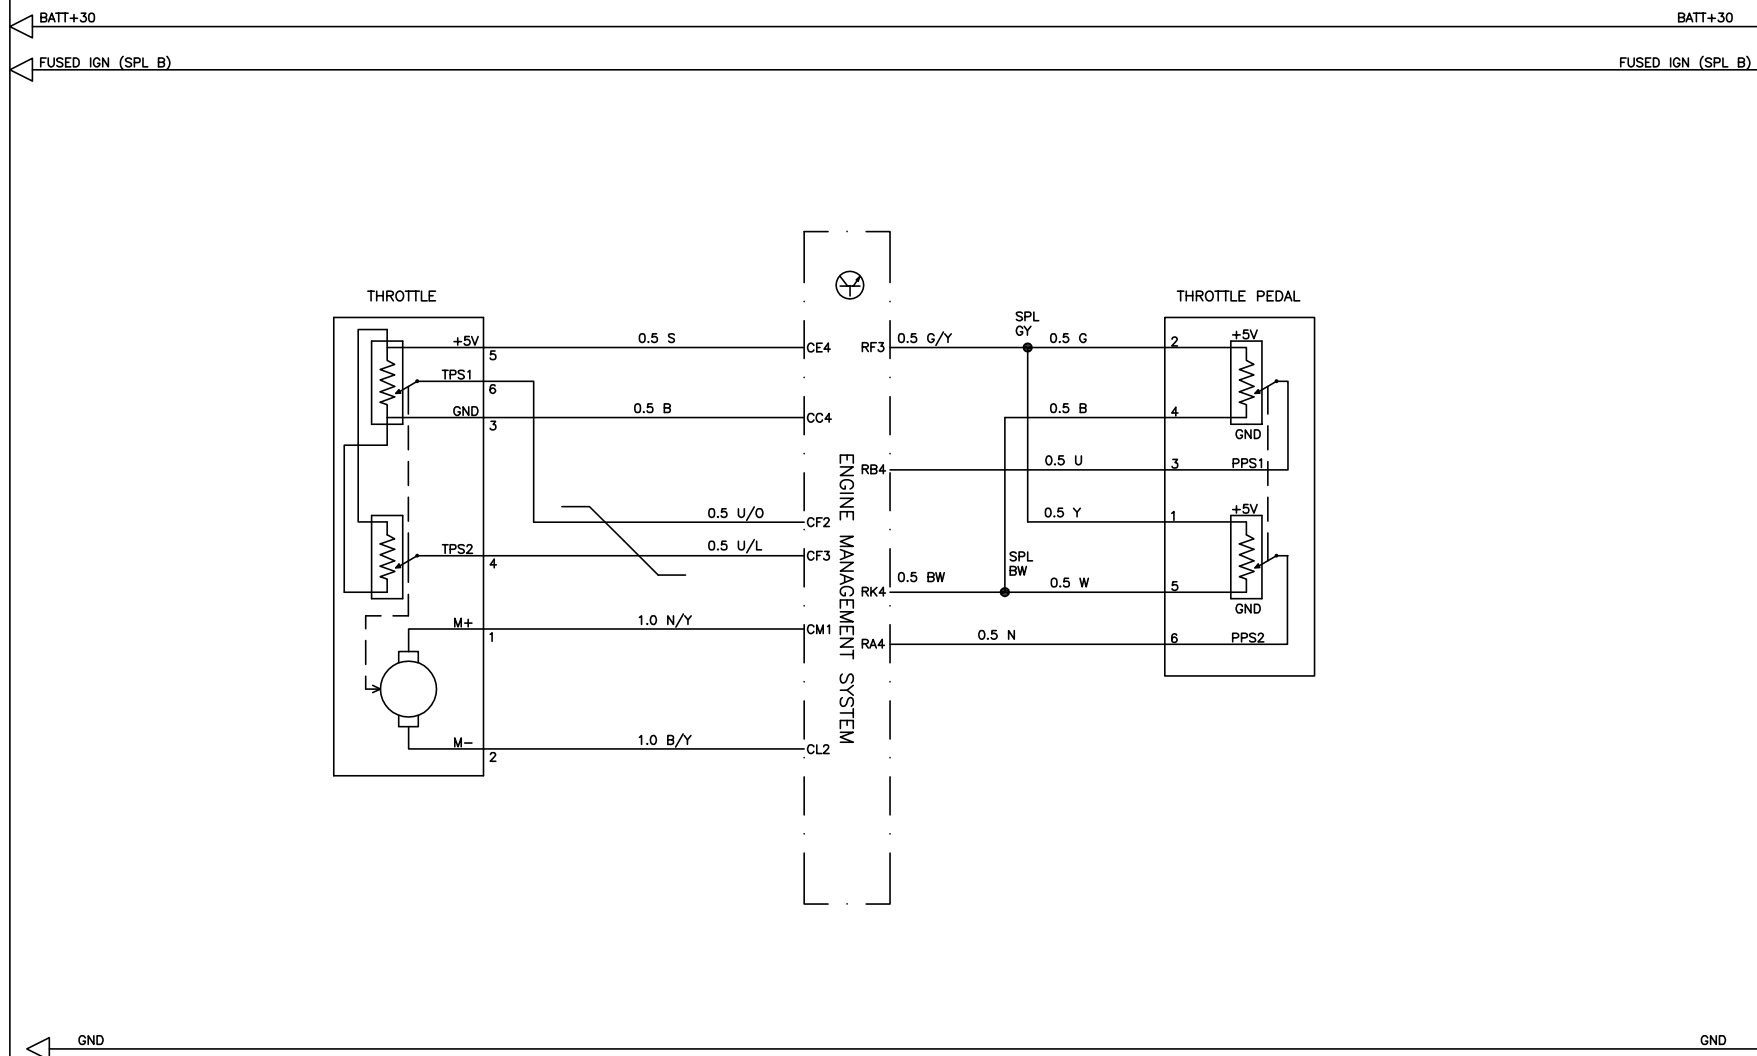 BATT+30
BATT+30
FUSED IGN (SPL B)
FUSED IGN (SPL B)
THROTTLE
+5V
5
TPS1
6
GND
3
TPS2
4
M+
1
M-
2
0.5 S
0.5 B
0.5 U/O
0.5 U/L
1.0 N/Y
1.0 B/Y
CE4
CC4
CF2
CF3
CM1
CL2
ENGINE MANAGEMENT SYSTEM
RF3
RB4
RK4
RA4
0.5 G/Y
SPL
GY
0.5 G
0.5 B
0.5 U
0.5 Y
0.5 BW
SPL
BW
0.5 W
0.5 N
THROTTLE PEDAL
2
+5V
4
GND
3
PPS1
1
+5V
5
GND
6
PPS2
GND
GND